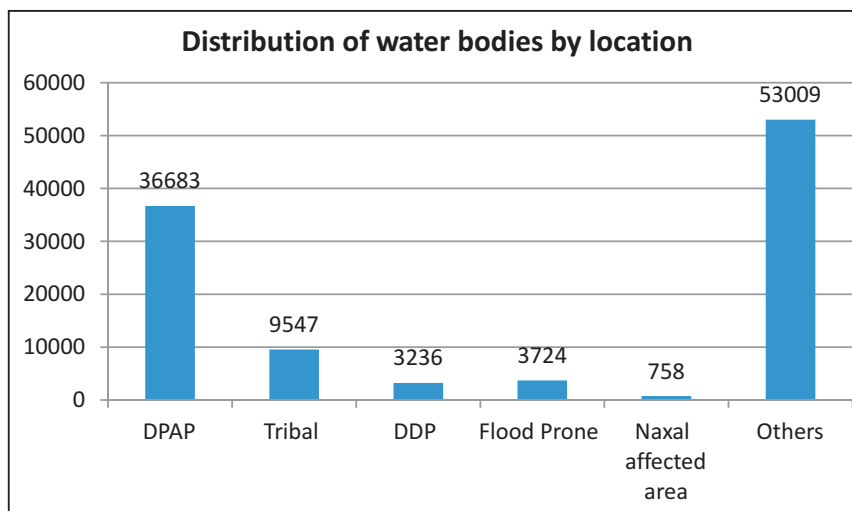 Distribution of water bodies by location
60000
50000
40000
30000
20000
10000
0
36683
9547
3236
3724
758
53009
DPAP
Tribal
DDP
Flood Prone
Naxal
affected
area
Others